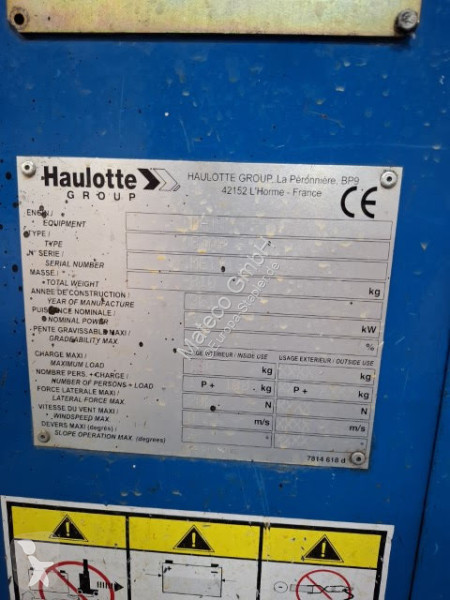 Haulotte
GROUP
HAULOTTE GROUP La Péronnière, BP9
42152 L'Horme - France
CE
ENGIN /
EQUIPMENT
TYPE /
TYPE
N° SERIE /
SERIAL NUMBER
MASSE /
TOTAL WEIGHT
kg
ANNEE DE CONSTRUCTION /
YEAR OF MANUFACTURE
PUISSANCE NOMINALE /
NOMINAL POWER
kW
PENTE GRAVISSABLE MAXI /
GRADEABILITY MAX.
%
USAGE INTERIEUR / INSIDE USE
USAGE EXTERIEUR / OUTSIDE USE
CHARGE MAXI /
MAXIMUM LOAD
kg
kg
NOMBRE PERS. + CHARGE /
NUMBER OF PERSONS + LOAD
P + kg
P + kg
FORCE LATERALE MAXI /
LATERAL FORCE MAX.
N
N
VITESSE DU VENT MAXI /
WINDSPEED MAX.
m/s
m/s
DEVERS MAXI (degrés) /
SLOPE OPERATION MAX. (degrees)
°
°
7814 618 d
Mateco GmbH